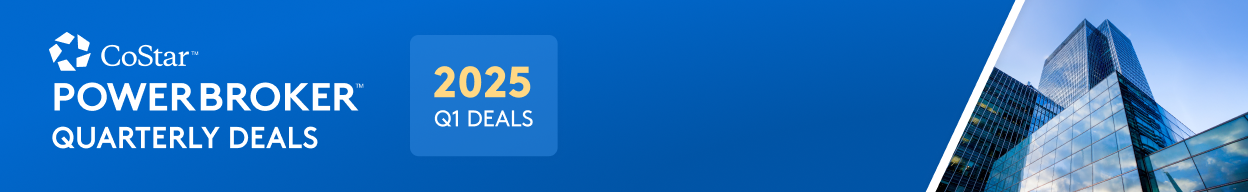 CoStar™
POWERBROKER™
QUARTERLY DEALS
2025
Q1 DEALS